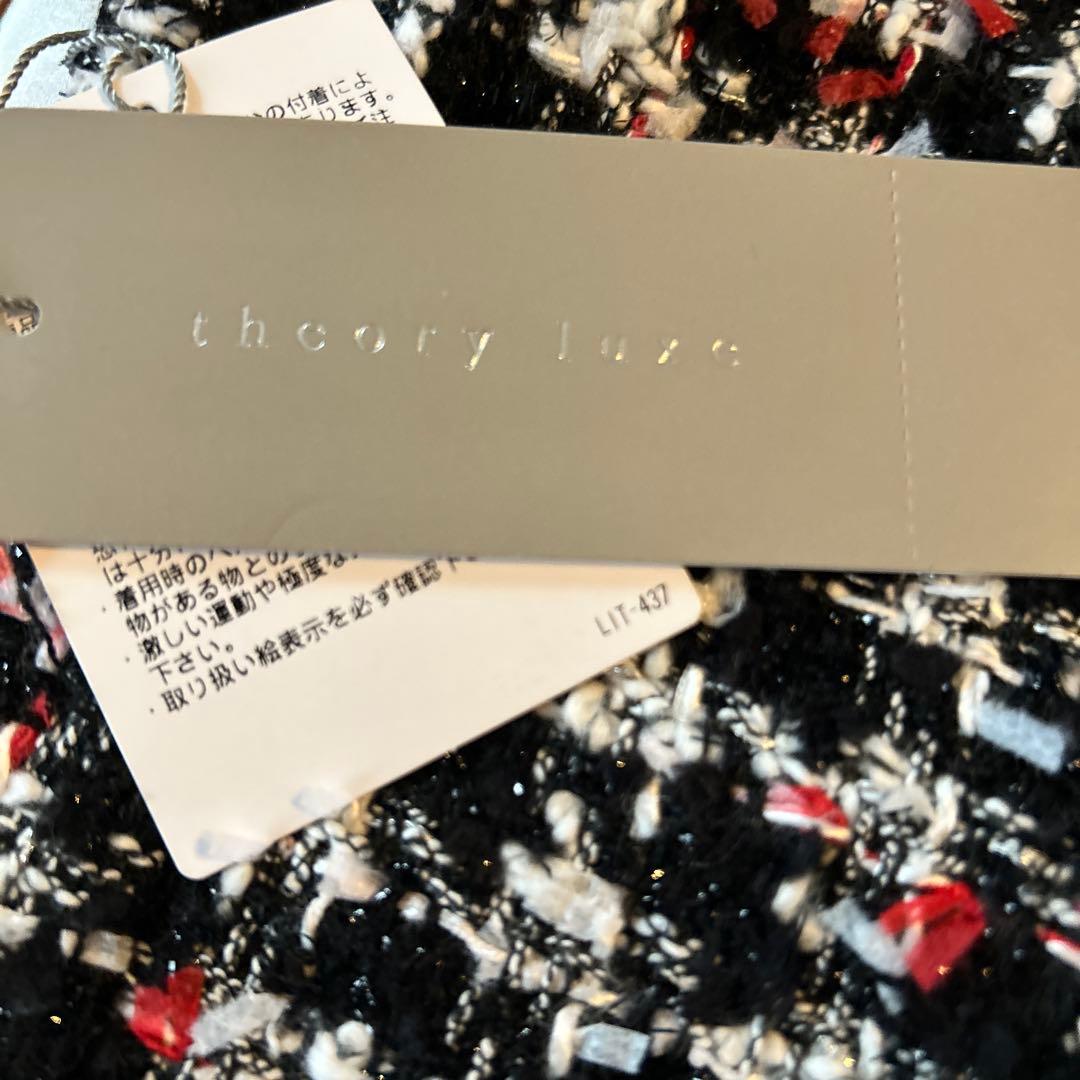 の付着によ
ります。
注
theory luxe
は十分
・着用時の
物がある物との
・激しい運動や極度な
下さい。
・取り扱い絵表示を必ず確認下
LIT-437